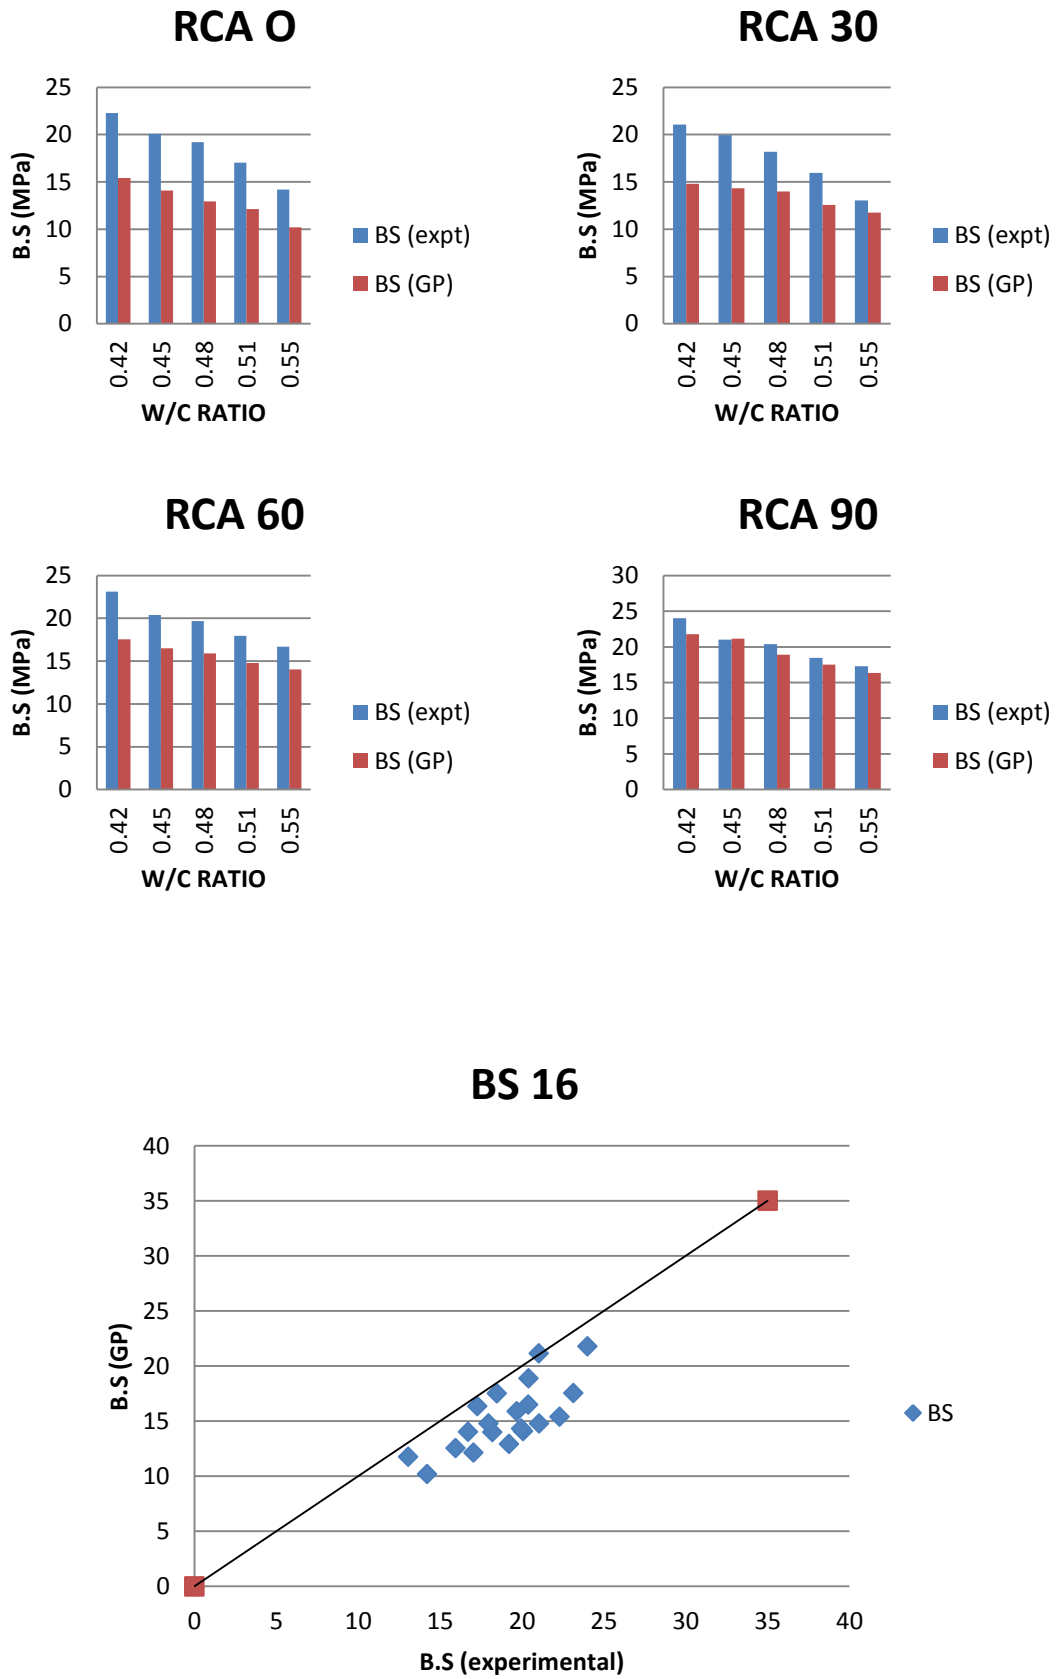 RCA O
25
20
15
10
5
0
B.S (MPa)
0.42
0.45
0.48
0.51
0.55
W/C RATIO
BS (expt)
BS (GP)
RCA 30
25
20
15
10
5
0
B.S (MPa)
0.42
0.45
0.48
0.51
0.55
W/C RATIO
BS (expt)
BS (GP)
RCA 60
25
20
15
10
5
0
B.S (MPa)
0.42
0.45
0.48
0.51
0.55
W/C RATIO
BS (expt)
BS (GP)
RCA 90
30
25
20
15
10
5
0
B.S (MPa)
0.42
0.45
0.48
0.51
0.55
W/C RATIO
BS (expt)
BS (GP)
BS 16
40
35
30
25
20
15
10
5
0
B.S (GP)
0 5 10 15 20 25 30 35 40
B.S (experimental)
BS